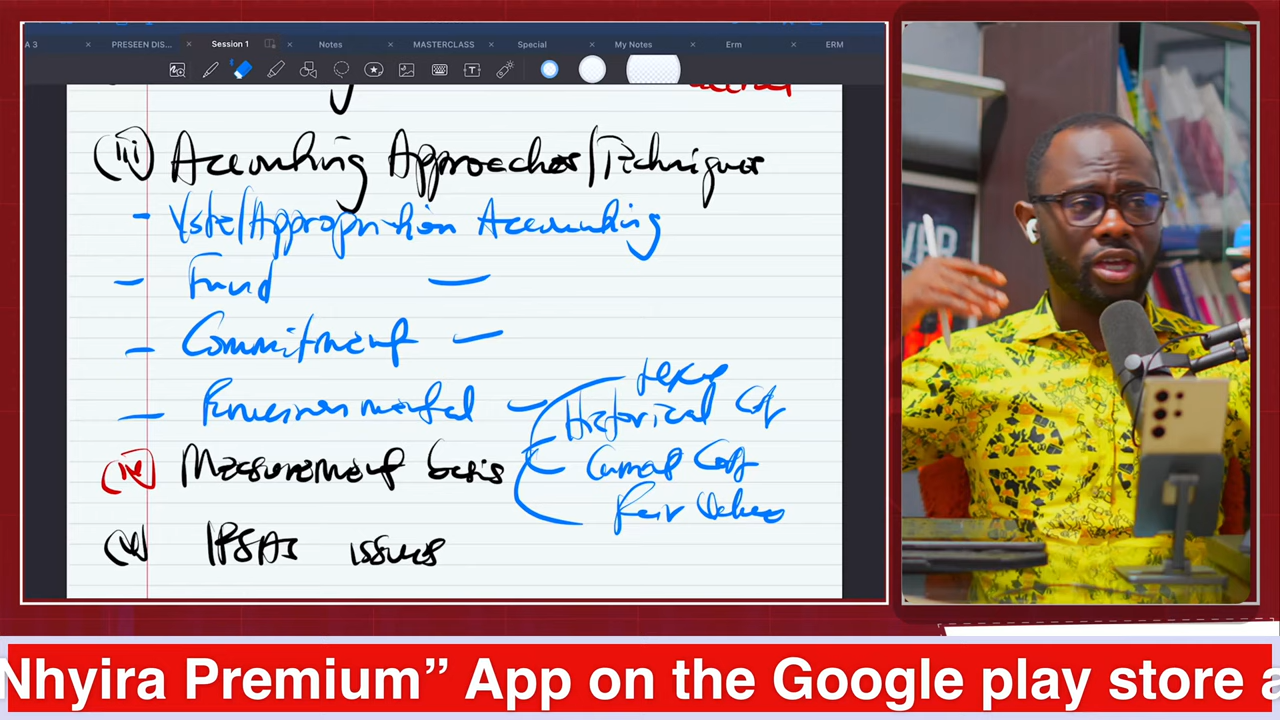 A 3 PRESEEN DIS... Session 1 Notes MASTERCLASS Special My Notes Erm ERM
(iii) Accounting Approaches/Techniques
- Vote/Appropriation Accounting
- Fund —
- Commitment —
-
Historical Cost
(iv) Measurement basis
Current Cost
Fair Value
(v) IPSAS issues
Nhyira Premium” App on the Google play store a